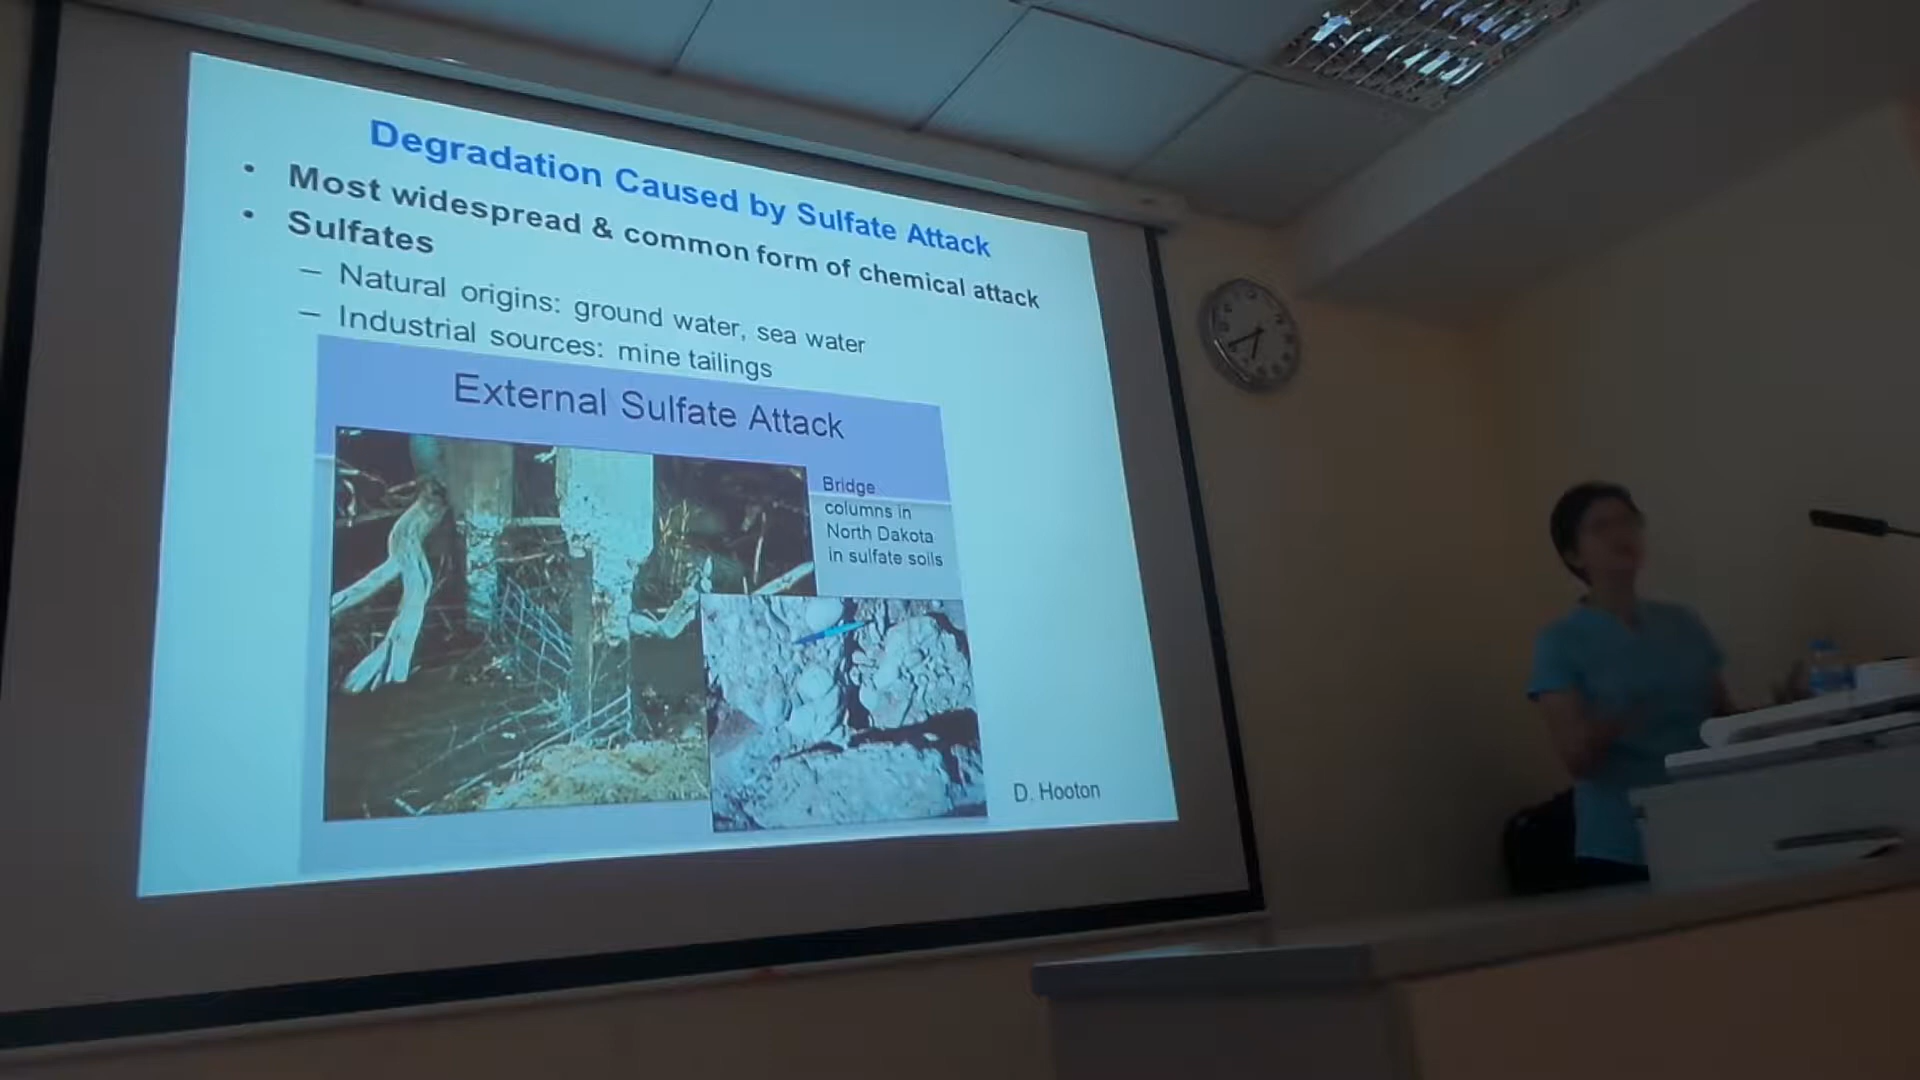 Degradation Caused by Sulfate Attack
• Most widespread & common form of chemical attack
• Sulfates
– Natural origins: ground water, sea water
– Industrial sources: mine tailings
External Sulfate Attack
Bridge
columns in
North Dakota
in sulfate soils
D. Hooton